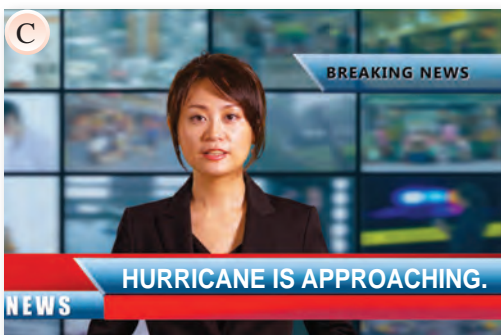 C
BREAKING NEWS
HURRICANE IS APPROACHING.
NEWS